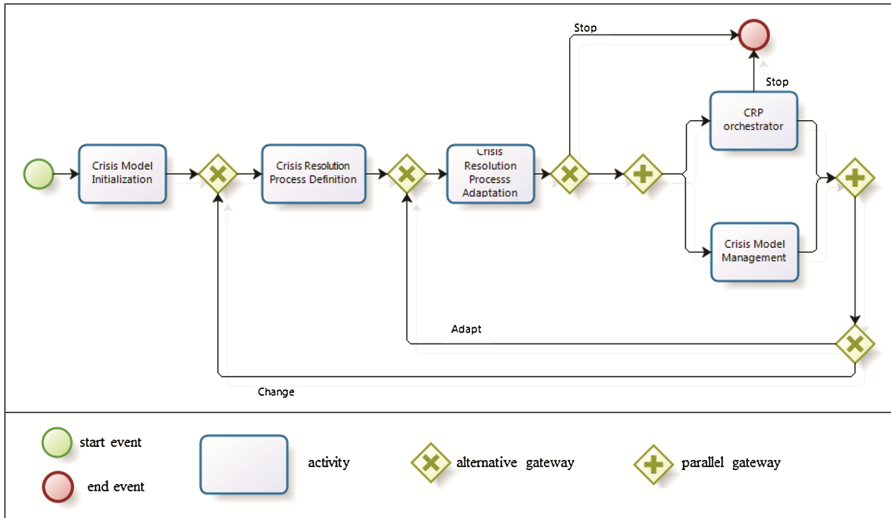 Stop
Stop
CRP
orchestrator
Crisis Model
Initialization
Crisis Resolution
Process Definition
Crisis
Resolution
Processs
Adaptation
Crisis Model
Management
Adapt
Change
start event
end event
activity
alternative gateway
parallel gateway